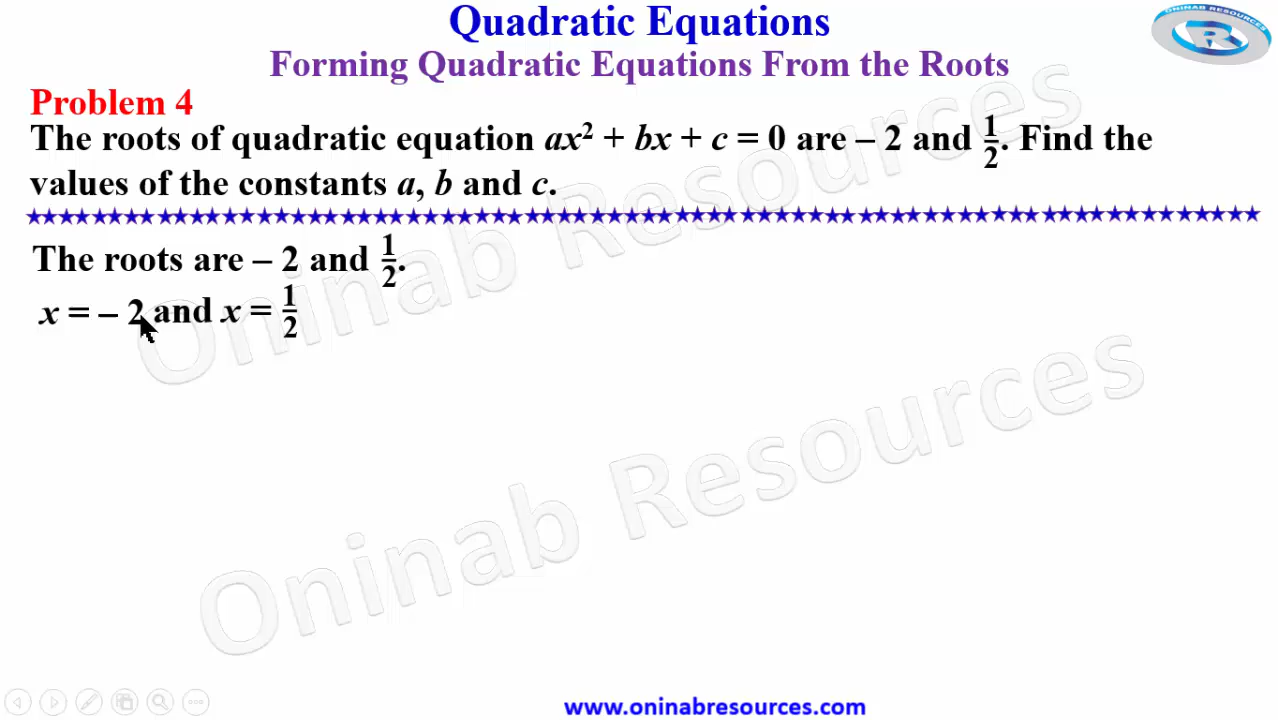 Quadratic Equations
Forming Quadratic Equations From the Roots
Problem 4
The roots of quadratic equation ax² + bx + c = 0 are – 2 and 1/2. Find the
values of the constants a, b and c.
The roots are – 2 and 1/2.
x = – 2 and x = 1/2
Oninab Resources
Oninab Resources
www.oninabresources.com
ONINAB RESOURCES
R